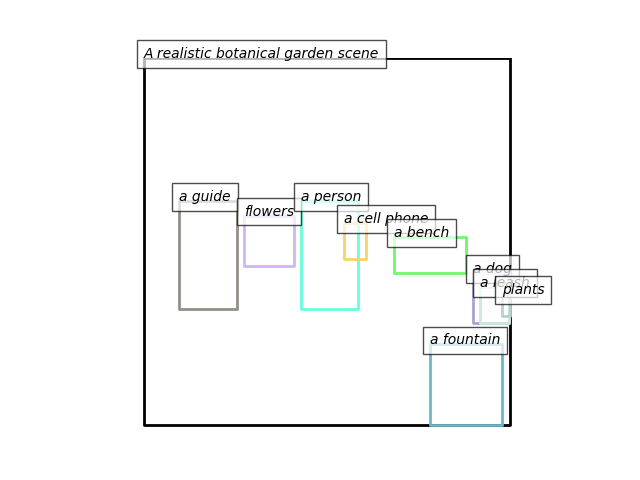 A realistic botanical garden scene
a guide
flowers
a person
a cell phone
a bench
a dog
a leash
plants
a fountain